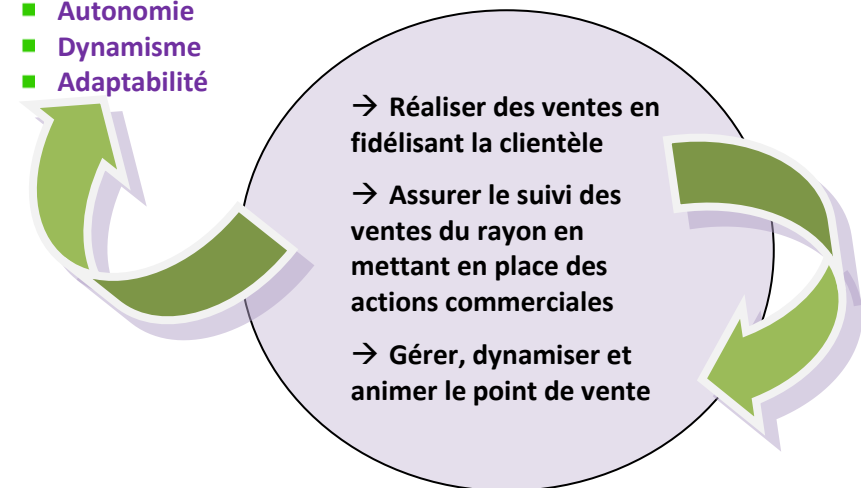 ▪ Autonomie
▪ Dynamisme
▪ Adaptabilité
→ Réaliser des ventes en
fidélisant la clientèle
→ Assurer le suivi des
ventes du rayon en
mettant en place des
actions commerciales
→ Gérer, dynamiser et
animer le point de vente